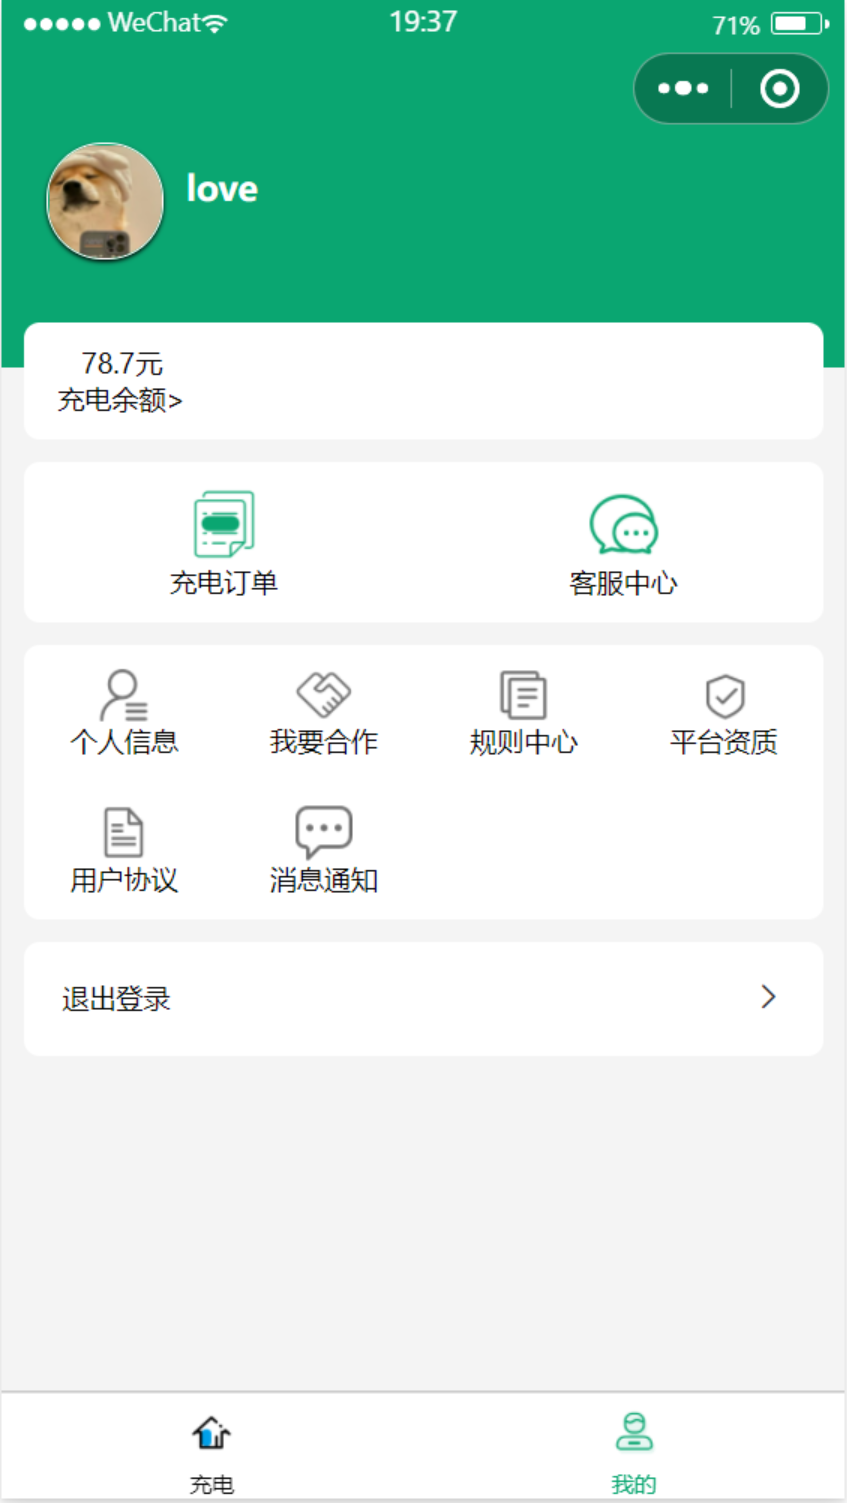 WeChat 19:37 71%
love
78.7元
充电余额>
充电订单 客服中心
个人信息 我要合作 规则中心 平台资质
用户协议 消息通知
退出登录
充电 我的